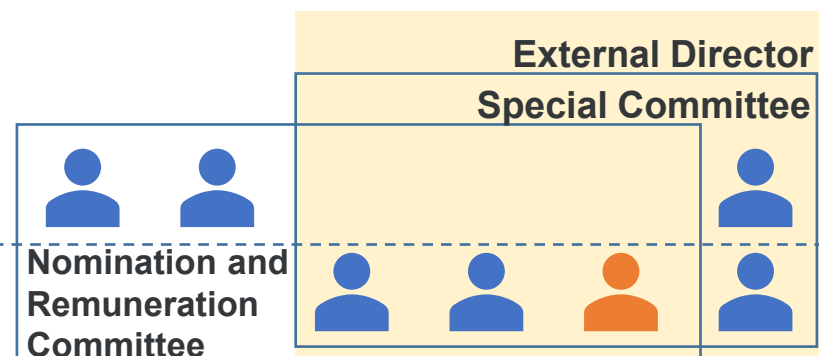 External Director
Special Committee
Nomination and
Remuneration
Committee